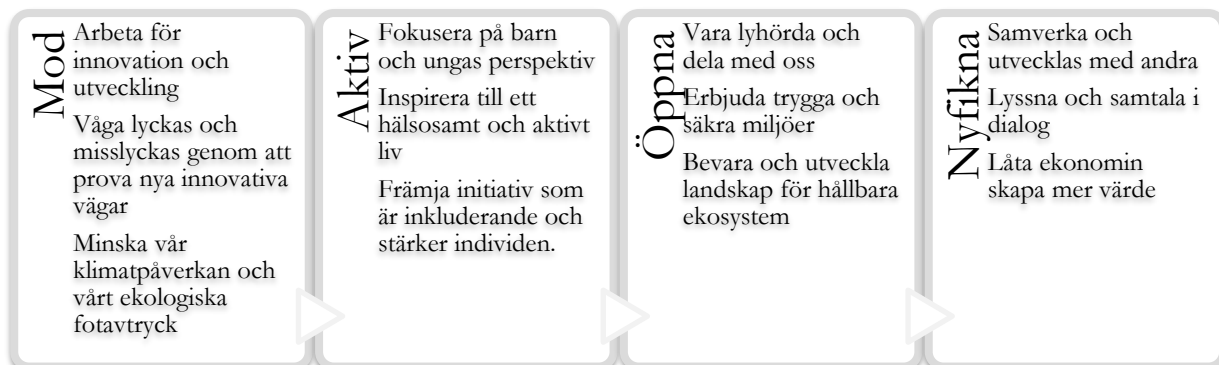 Mod
Arbeta för
innovation och
utveckling
Våga lyckas och
misslyckas genom att
prova nya innovativa
vägar
Minska vår
klimatpåverkan och
vårt ekologiska
fotavtryck
Aktiv
Fokusera på barn
och ungas perspektiv
Inspirera till ett
hälsosamt och aktivt
liv
Främja initiativ som
är inkluderande och
stärker individen.
Öppna
Vara lyhörda och
dela med oss
Erbjuda trygga och
säkra miljöer
Bevara och utveckla
landskap för hållbara
ekosystem
Nyfikna
Samverka och
utvecklas med andra
Lyssna och samtala i
dialog
Låta ekonomin
skapa mer värde